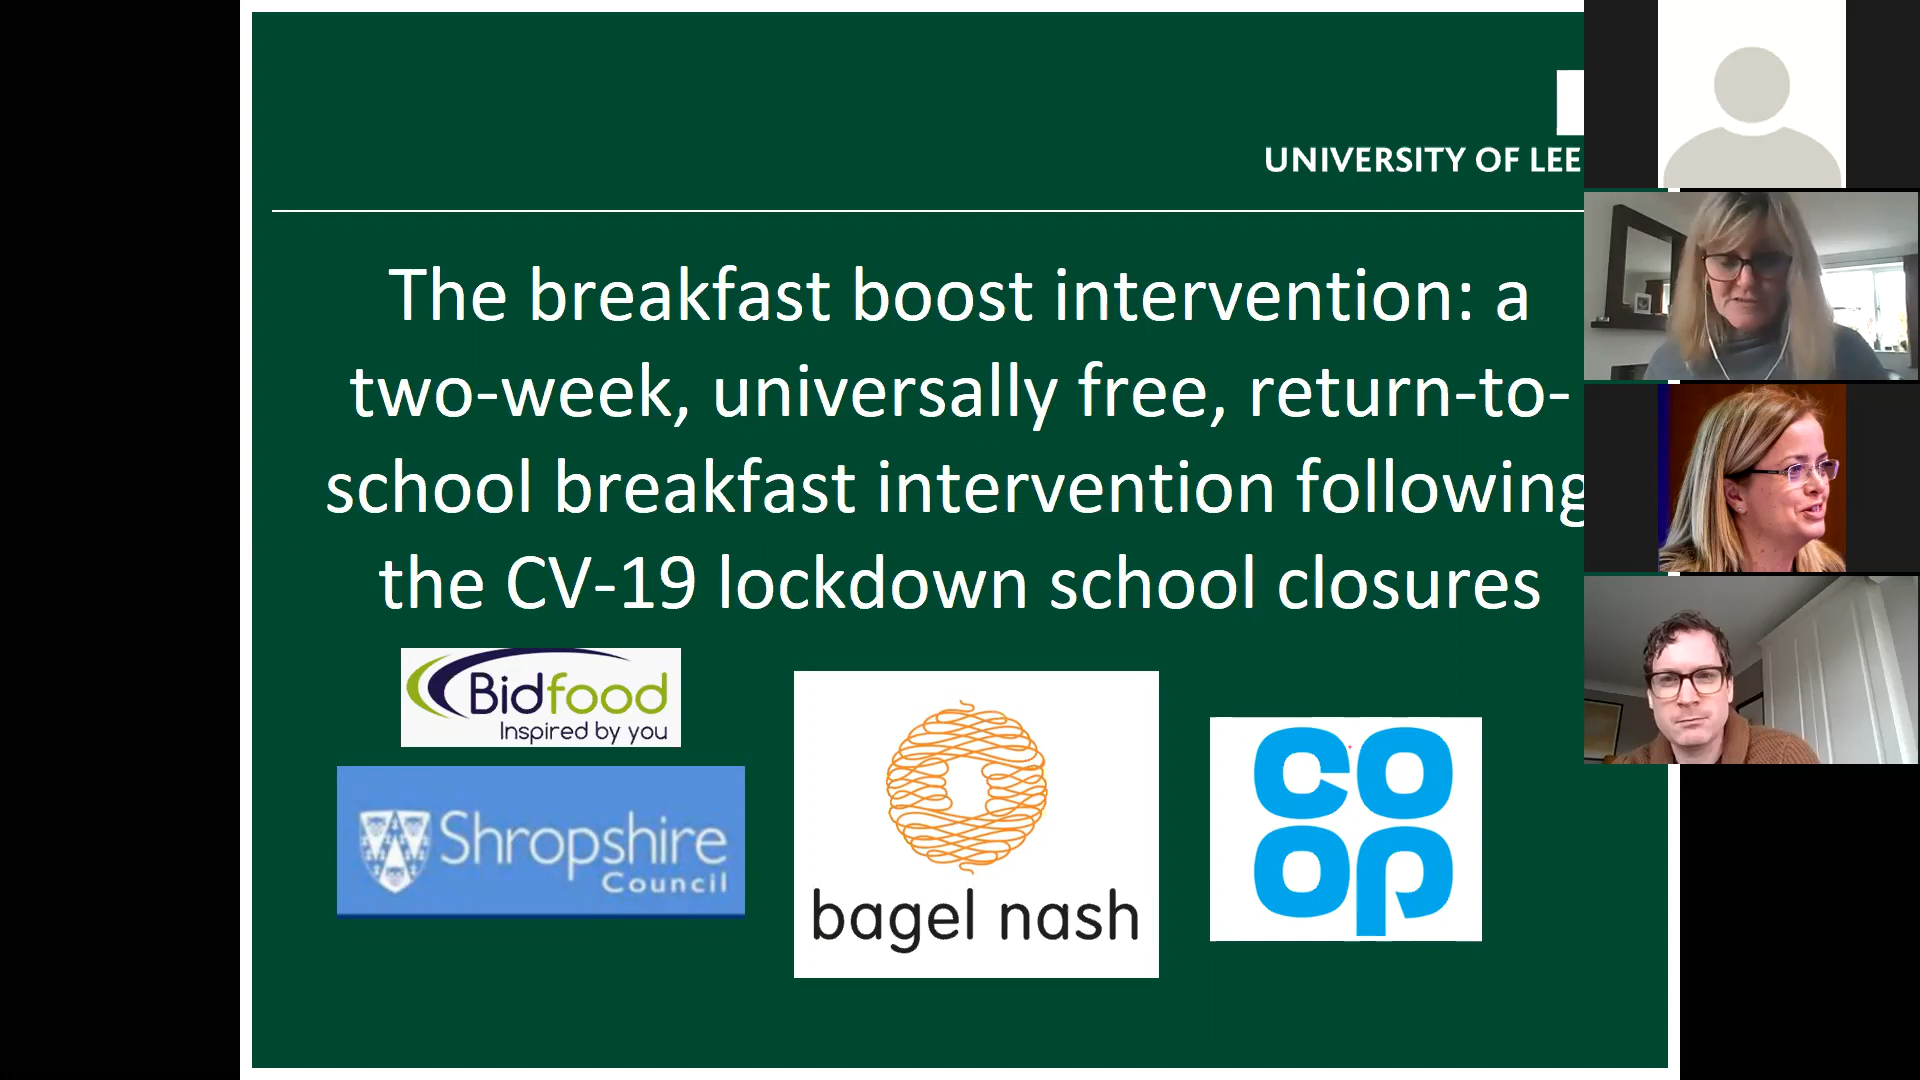 UNIVERSITY OF LEE
The breakfast boost intervention: a
two-week, universally free, return-to-
school breakfast intervention following
the CV-19 lockdown school closures
Bidfood
Inspired by you
Shropshire
Council
bagel nash
co
op